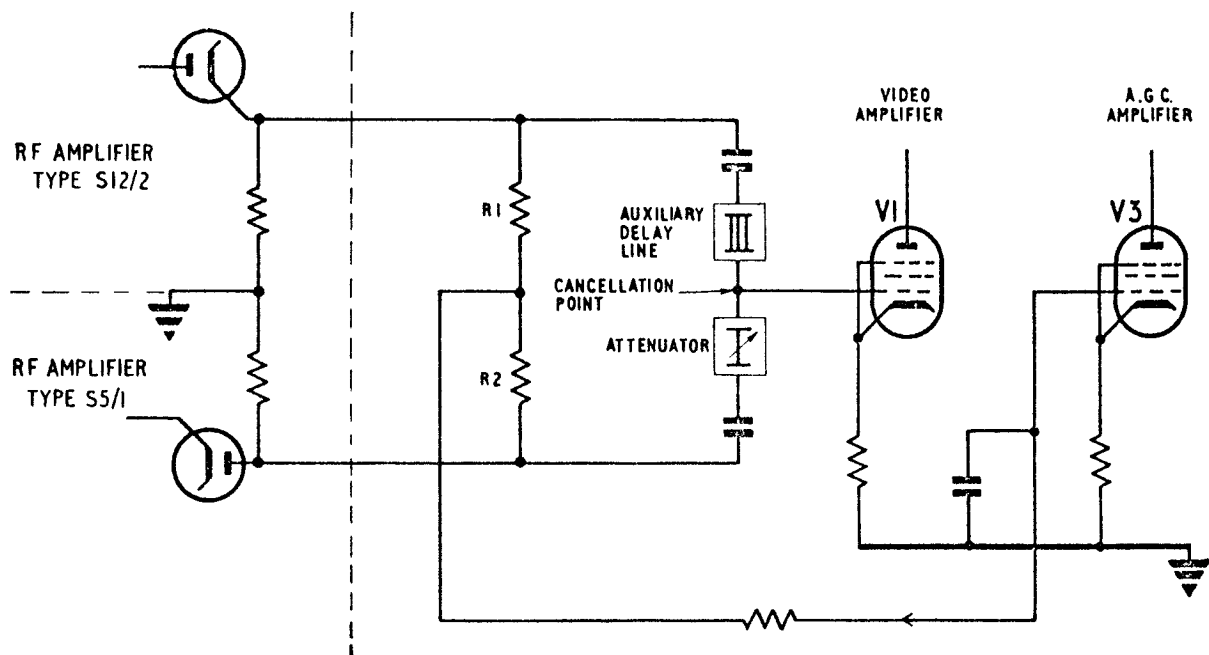 RF AMPLIFIER
TYPE S12/2
RF AMPLIFIER
TYPE S5/1
R1
R2
AUXILIARY
DELAY
LINE
CANCELLATION
POINT
ATTENUATOR
VIDEO
AMPLIFIER
V1
A.G.C.
AMPLIFIER
V3